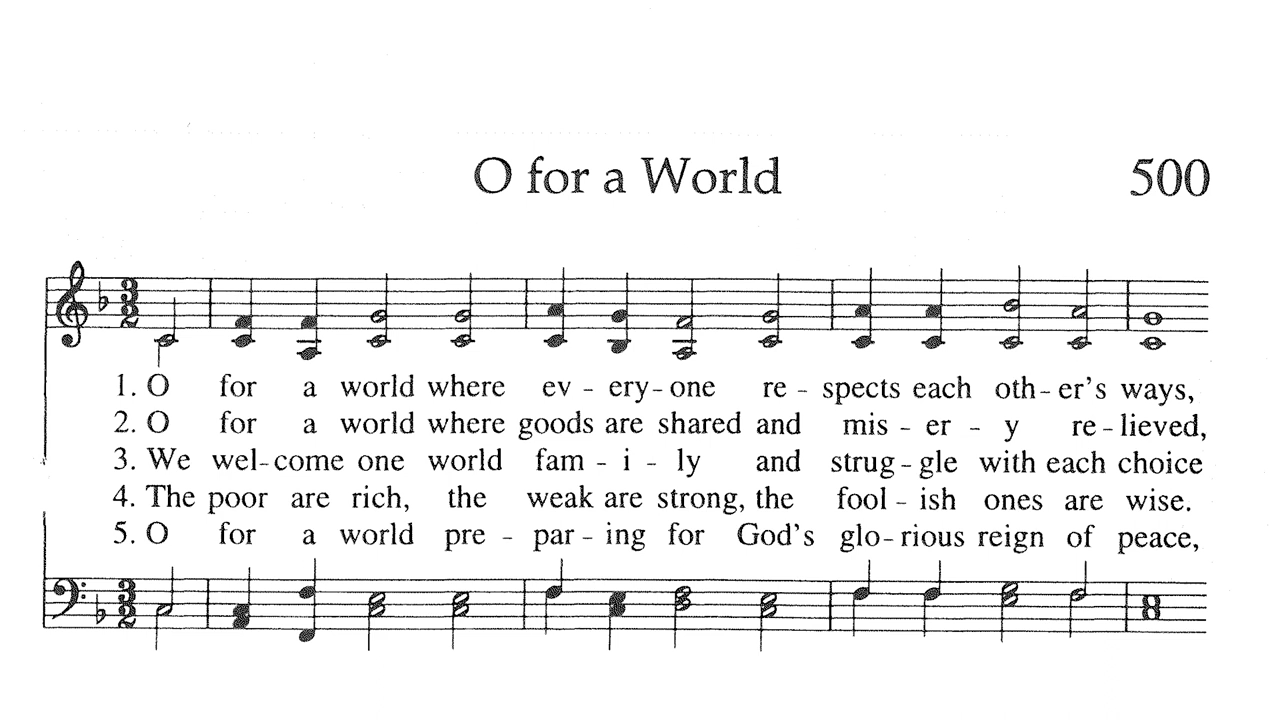 O for a World 500
1. O for a world where ev - ery - one re - spects each oth - er's ways,
2. O for a world where goods are shared and mis - er - y re - lieved,
3. We wel - come one world fam - i - ly and strug - gle with each choice
4. The poor are rich, the weak are strong, the fool - ish ones are wise.
5. O for a world pre - par - ing for God's glo - rious reign of peace,